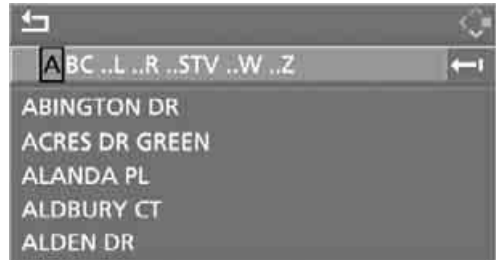 ABC ..L ..R ..STV ..W ..Z
ABINGTON DR
ACRES DR GREEN
ALANDA PL
ALDBURY CT
ALDEN DR